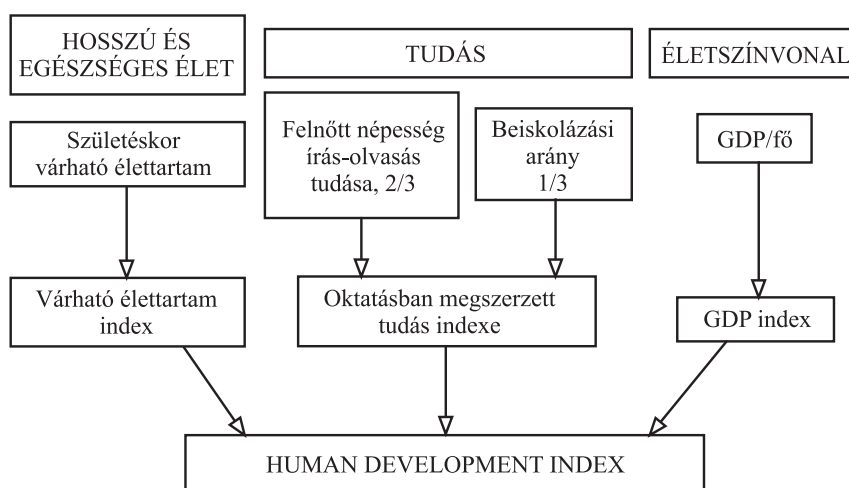 HOSSZÚ ÉS
EGÉSZSÉGES ÉLET
TUDÁS
ÉLETSZÍNVONAL
Születéskor
várható élettartam
Felnőtt népesség
írás-olvasás
tudása, 2/3
Beiskolázási
arány
1/3
GDP/fő
Várható élettartam
index
Oktatásban megszerzett
tudás indexe
GDP index
HUMAN DEVELOPMENT INDEX